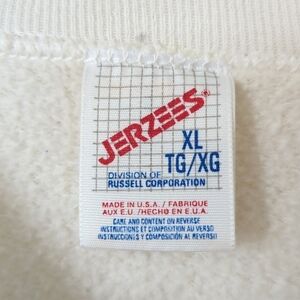 JERZEES®
XL
TG/XG
DIVISION OF
RUSSELL CORPORATION
MADE IN U.S.A. / FABRIQUE
AUX E.U. / HECHO EN E.U.A.
CARE AND CONTENT ON REVERSE
INSTRUCTIONS ET COMPOSITION AU VERSO
INSTRUCCIONES Y COMPOSICIÓN AL REVERSO